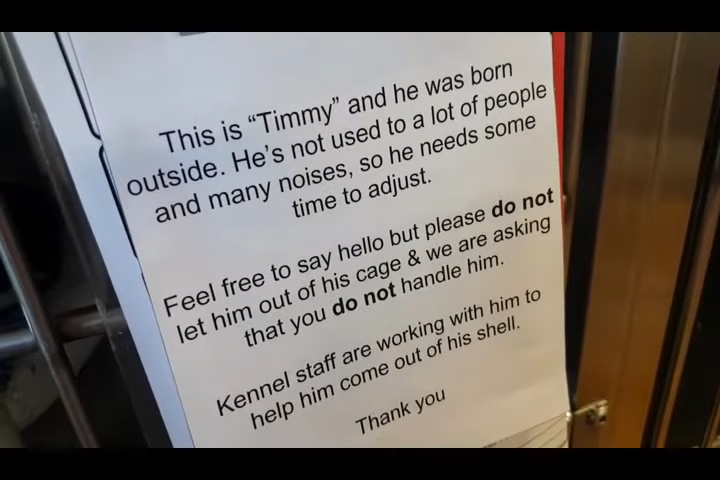 This is “Timmy” and he was born
outside. He’s not used to a lot of people
and many noises, so he needs some
time to adjust.
Feel free to say hello but please do not
let him out of his cage & we are asking
that you do not handle him.
Kennel staff are working with him to
help him come out of his shell.
Thank you